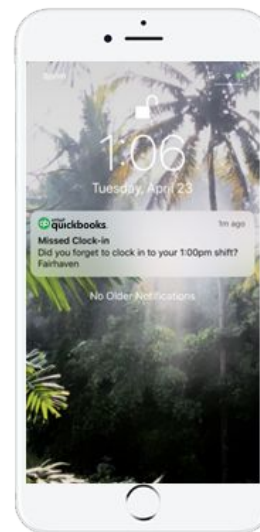 1:06
Tuesday, April 23
intuit quickbooks.
1m ago
Missed Clock-in
Did you forget to clock in to your 1:00pm shift?
Fairhaven
No Older Notifications